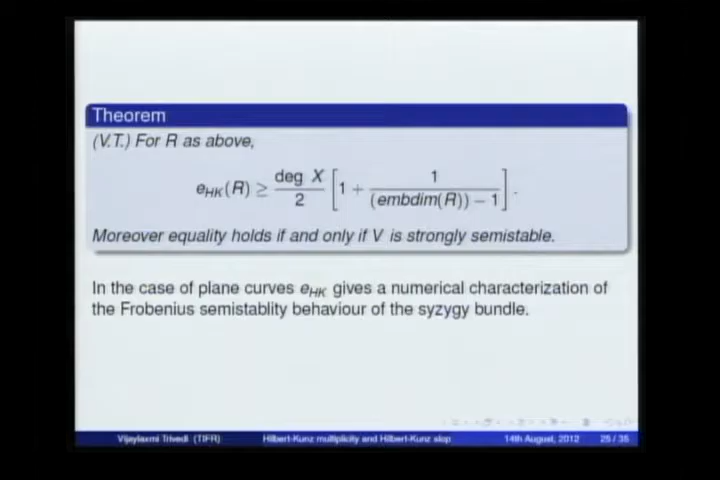 Theorem
(V.T.) For R as above,
e_HK(R) ≥ deg X / 2 [ 1 + 1 / (embdim(R)) − 1 ] .
Moreover equality holds if and only if V is strongly semistable.
In the case of plane curves e_HK gives a numerical characterization of
the Frobenius semistablity behaviour of the syzygy bundle.
Vijaylaxmi Trivedi (TIFR) Hilbert-Kunz multiplicity and Hilbert-Kunz slop 14th August, 2012 25 / 35